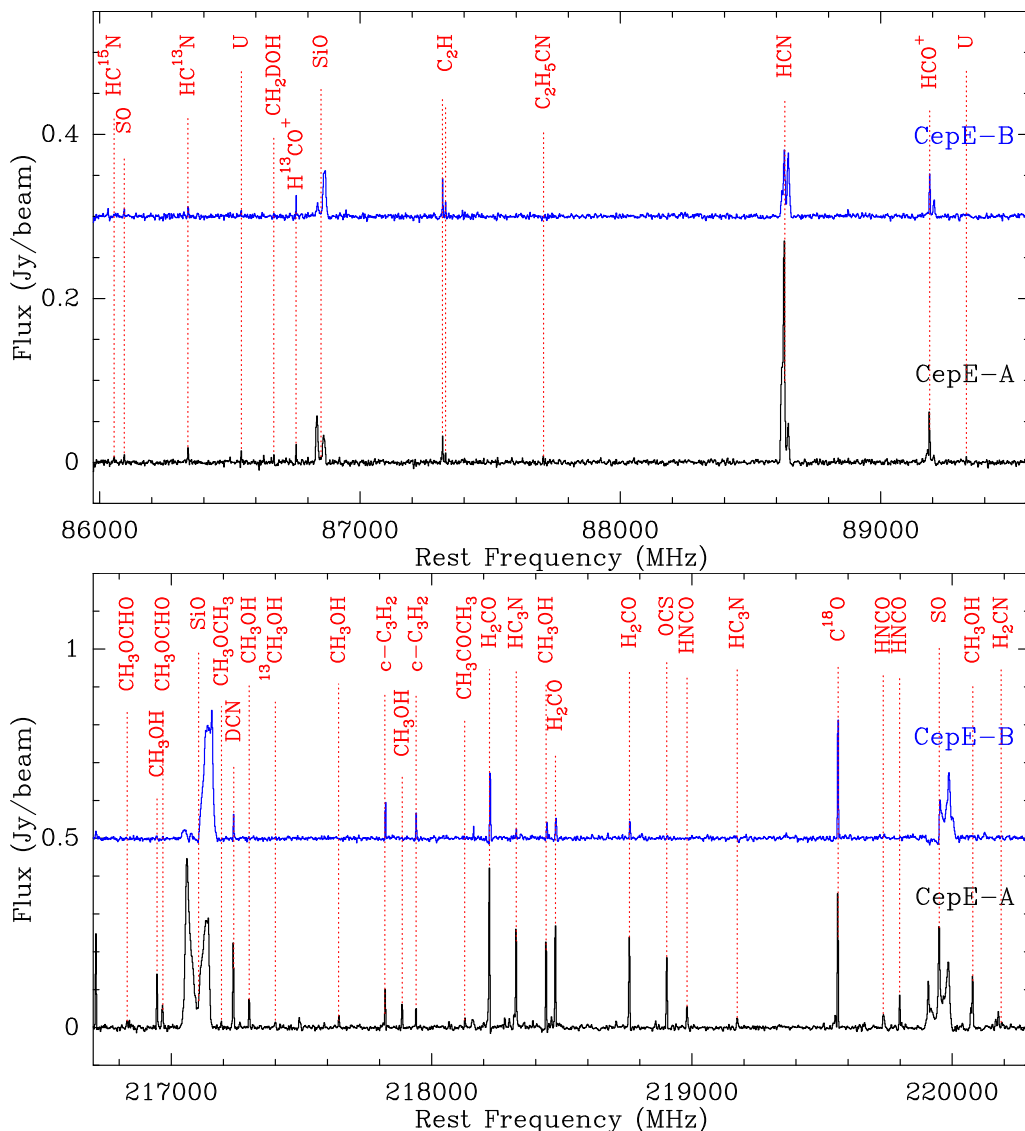 HC¹⁵N
SO
HC¹³N
U
CH₂DOH
H¹³CO⁺
SiO
C₂H
C₂H₅CN
HCN
HCO⁺
U
CepE−B
CepE−A
0.4
0.2
0
Flux (Jy/beam)
86000 87000 88000 89000
Rest Frequency (MHz)
CH₃OCHO
CH₃OH
CH₃OCHO
SiO
CH₃OCH₃
DCN
CH₃OH
¹³CH₃OH
CH₃OH
c−C₃H₂
CH₃OH
c−C₃H₂
CH₃COCH₃
H₂CO
HC₃N
CH₃OH
H₂CO
H₂CO
OCS
HNCO
HC₃N
C¹⁸O
HNCO
HNCO
SO
CH₃OH
H₂CN
CepE−B
CepE−A
1
0.5
0
Flux (Jy/beam)
217000 218000 219000 220000
Rest Frequency (MHz)